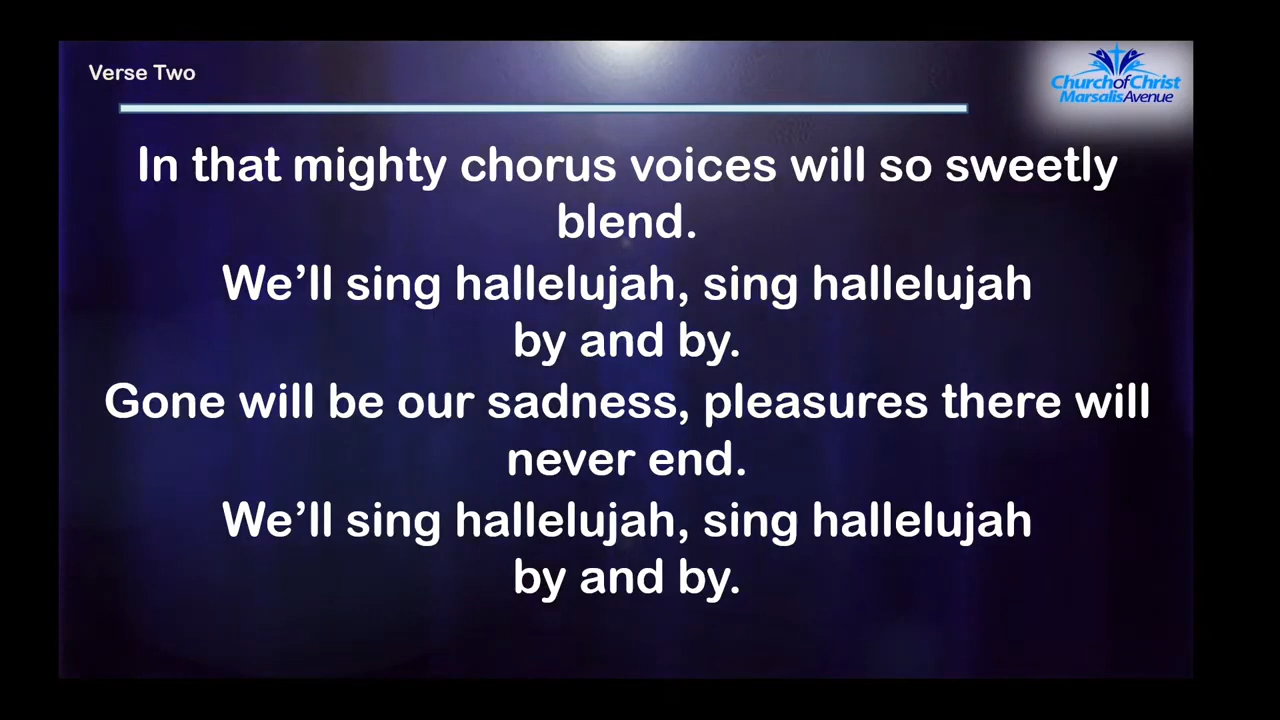 Verse Two
Church of Christ
Marsalis Avenue
In that mighty chorus voices will so sweetly
blend.
We’ll sing hallelujah, sing hallelujah
by and by.
Gone will be our sadness, pleasures there will
never end.
We’ll sing hallelujah, sing hallelujah
by and by.